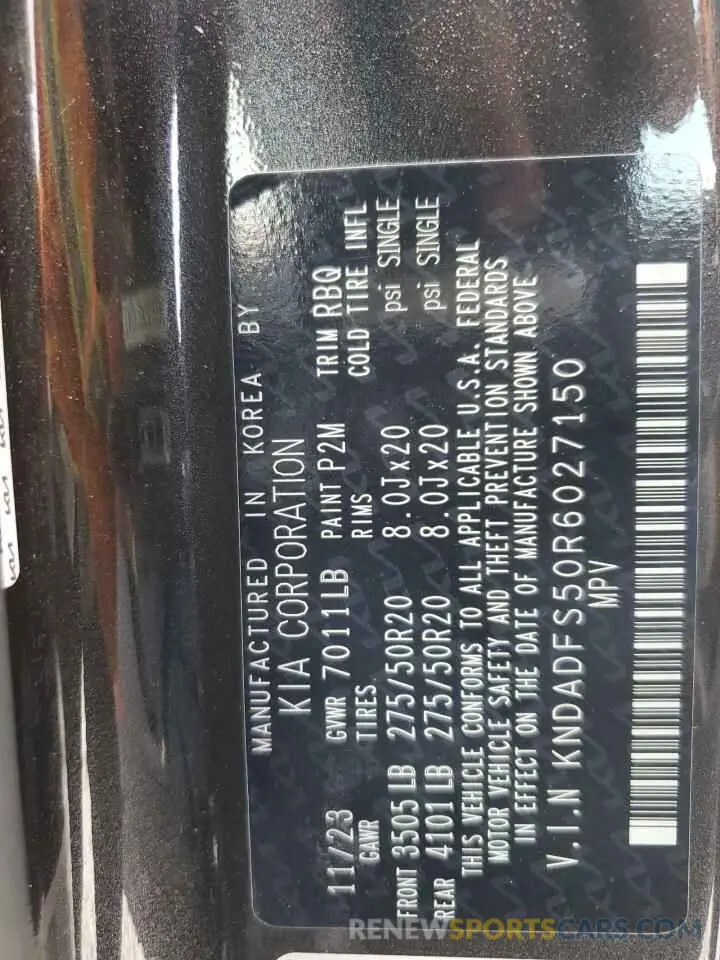 MANUFACTURED IN KOREA BY
KIA CORPORATION
11/23 GVWR 7011LB PAINT P2M TRIM RBQ
GAWR TIRES RIMS COLD TIRE INFL
FRONT 3505LB 275/50R20 8.0Jx20 psi SINGLE
REAR 4101LB 275/50R20 8.0Jx20 psi SINGLE
THIS VEHICLE CONFORMS TO ALL APPLICABLE U.S.A. FEDERAL
MOTOR VEHICLE SAFETY AND THEFT PREVENTION STANDARDS
IN EFFECT ON THE DATE OF MANUFACTURE SHOWN ABOVE
V.I.N KNDADFS50R6027150
MPV
RENEWSPORTSCARS.COM